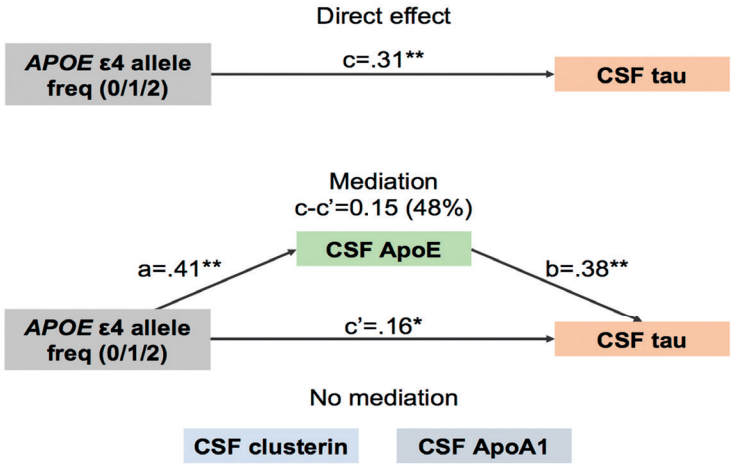 Direct effect
APOE ε4 allele
freq (0/1/2)
c=.31**
CSF tau
Mediation
c-c’=0.15 (48%)
CSF ApoE
a=.41**
b=.38**
APOE ε4 allele
freq (0/1/2)
c’=.16*
CSF tau
No mediation
CSF clusterin
CSF ApoA1